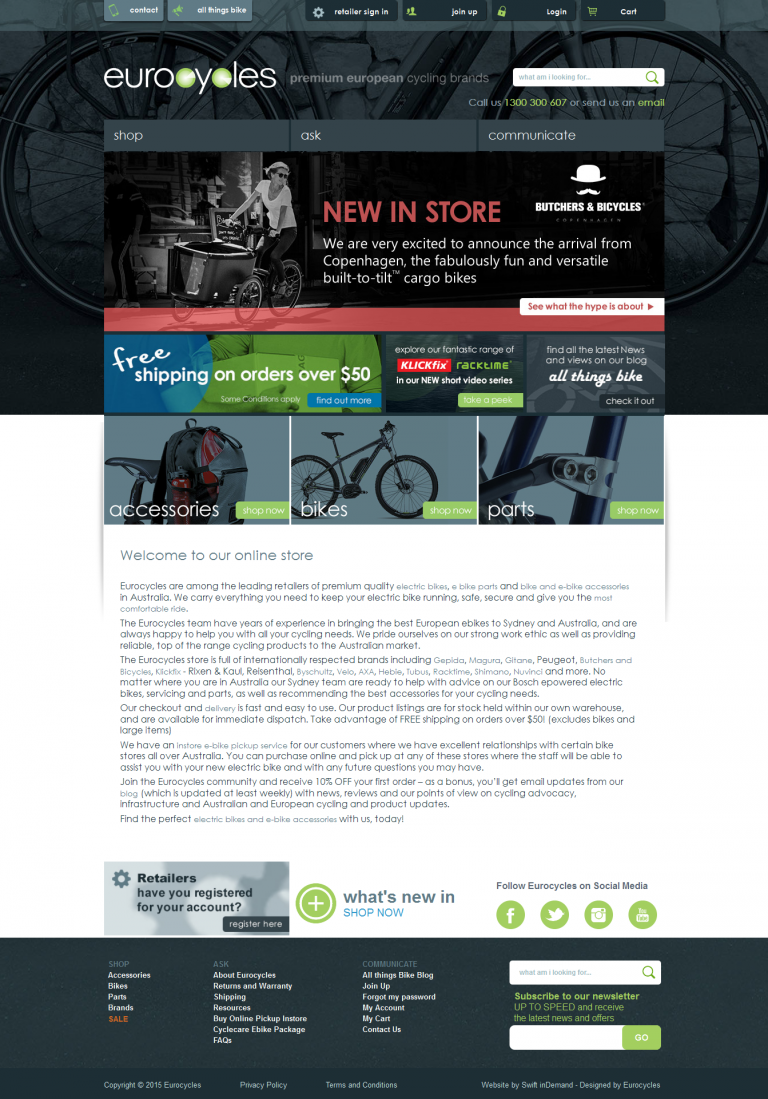 contact
all things bike
retailer sign in
join up
Login
Cart
eurocycles premium european cycling brands
what am i looking for...
Call us 1300 300 607 or send us an email
shop
ask
communicate
BUTCHERS & BICYCLES
COPENHAGEN
NEW IN STORE
We are very excited to announce the arrival from
Copenhagen, the fabulously fun and versatile
built-to-tilt™ cargo bikes
See what the hype is about
free
shipping on orders over $50
Some Conditions apply
find out more
explore our fantastic range of
KLICKfix racktime
in our NEW short video series
take a peek
find all the latest News
and views on our blog
all things bike
check it out
accessories
shop now
bikes
shop now
parts
shop now
Welcome to our online store
Eurocycles are among the leading retailers of premium quality electric bikes, e bike parts and bike and e-bike accessories
in Australia. We carry everything you need to keep your electric bike running, safe, secure and give you the most
comfortable ride.
The Eurocycles team have years of experience in bringing the best European ebikes to Sydney and Australia, and are
always happy to help you with all your cycling needs. We pride ourselves on our strong work ethic as well as providing
reliable, top of the range cycling products to the Australian market.
The Eurocycles store is full of internationally respected brands including Gepida, Magura, Gitane, Peugeot, Butchers and
Bicycles, Klickfix - Rixen & Kaul, Reisenthal, Byschultz, Velo, AXA, Hebie, Tubus, Racktime, Shimano, Nuvinci and more. No
matter where you are in Australia our Sydney team are ready to help with advice on our Bosch epowered electric
bikes, servicing and parts, as well as recommending the best accessories for your cycling needs.
Our checkout and delivery is fast and easy to use. Our product listings are for stock held within our own warehouse,
and are available for immediate dispatch. Take advantage of FREE shipping on orders over $50! (excludes bikes and
large items)
We have an instore e-bike pickup service for our customers where we have excellent relationships with certain bike
stores all over Australia. You can purchase online and pick up at any of these stores where the staff will be able to
assist you with your new electric bike and with any future questions you may have.
Join the Eurocycles community and receive 10% OFF your first order – as a bonus, you'll get email updates from our
blog (which is updated at least weekly) with news, reviews and our points of view on cycling advocacy,
infrastructure and Australian and European cycling and product updates.
Find the perfect electric bikes and e-bike accessories with us, today!
Retailers
have you registered
for your account?
register here
what's new in
SHOP NOW
Follow Eurocycles on Social Media
You
Tube
SHOP
Accessories
Bikes
Parts
Brands
SALE
ASK
About Eurocycles
Returns and Warranty
Shipping
Resources
Buy Online Pickup Instore
Cyclecare Ebike Package
FAQs
COMMUNICATE
All things Bike Blog
Join Up
Forgot my password
My Account
My Cart
Contact Us
what am i looking for...
Subscribe to our newsletter
UP TO SPEED and receive
the latest news and offers
GO
Copyright © 2015 Eurocycles
Privacy Policy
Terms and Conditions
Website by Swift inDemand - Designed by Eurocycles